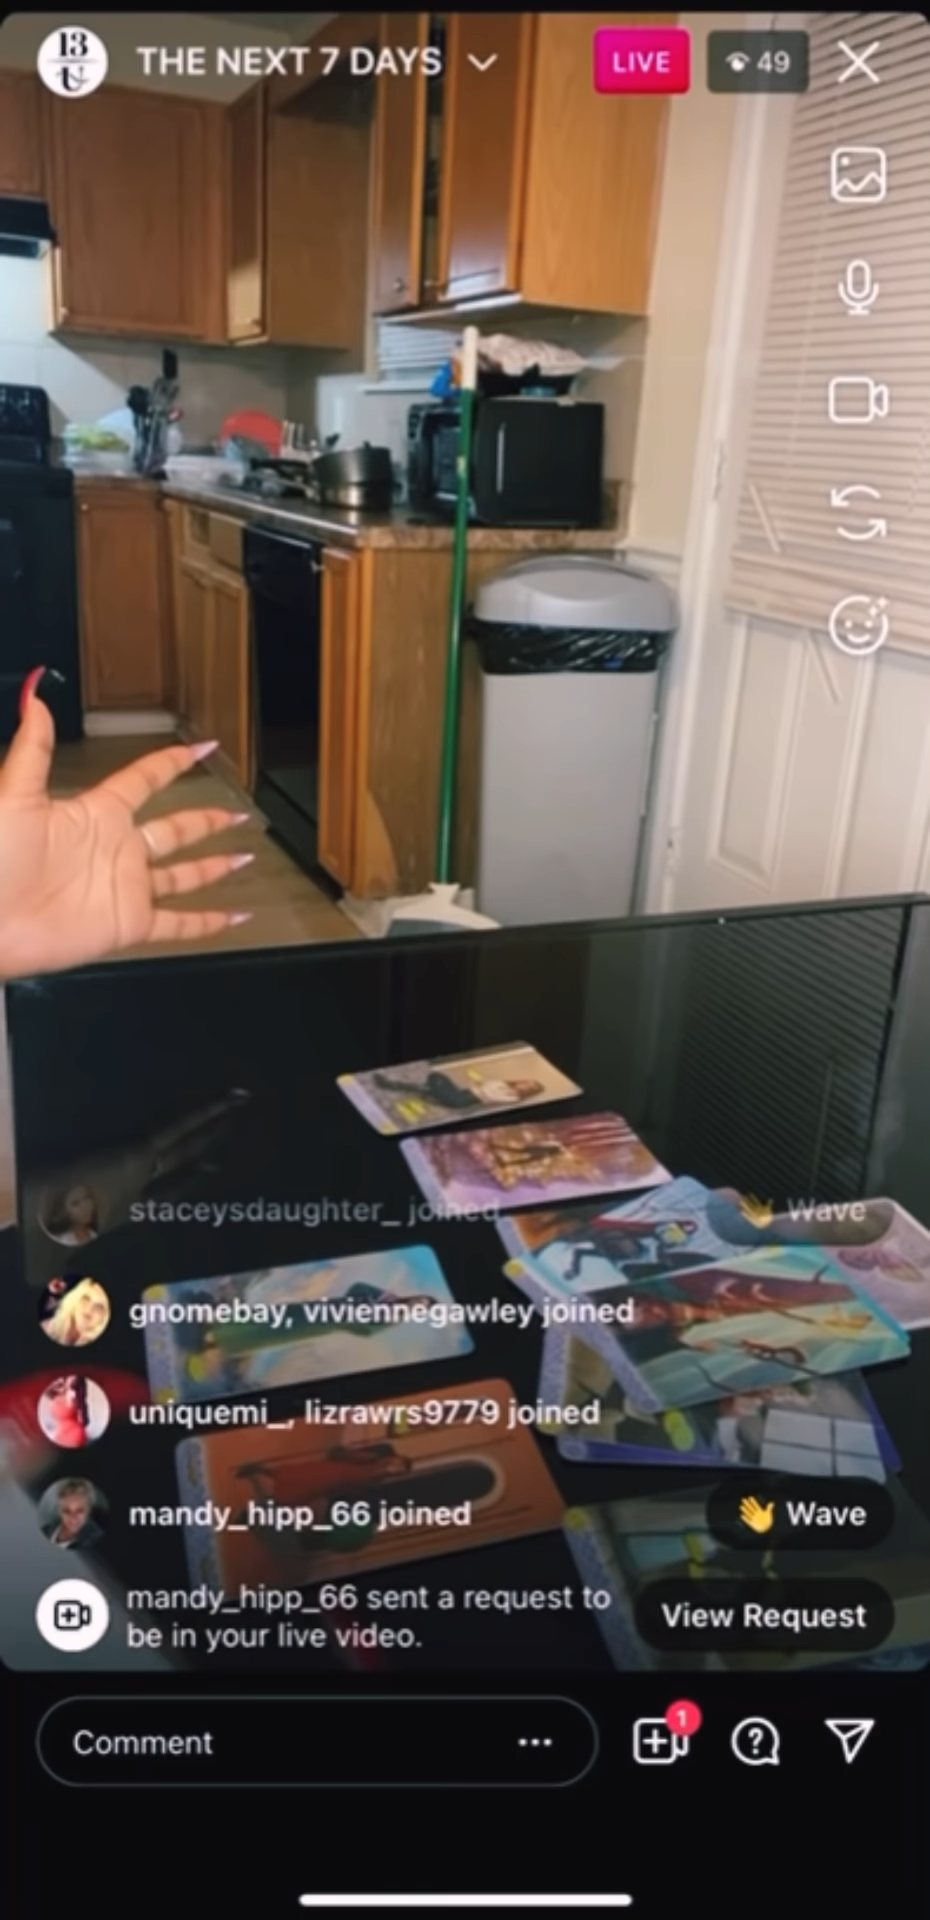 13
U
THE NEXT 7 DAYS
LIVE
49
staceysdaughter_ joined
Wave
gnomebay, viviennegawley joined
uniquemi_, lizrawrs9779 joined
mandy_hipp_66 joined
Wave
mandy_hipp_66 sent a request to
be in your live video.
View Request
Comment
1